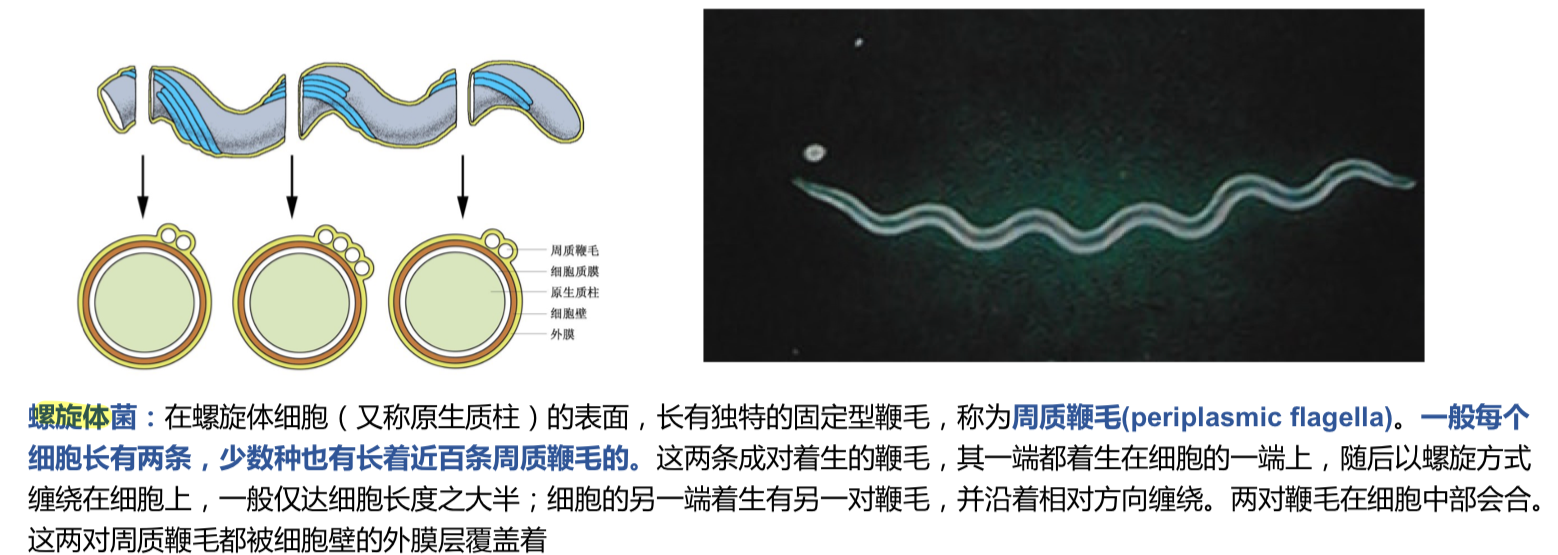 周质鞭毛
细胞质膜
原生质柱
细胞壁
外膜
螺旋体菌：在螺旋体细胞（又称原生质柱）的表面，长有独特的固定型鞭毛，称为周质鞭毛(periplasmic flagella)。一般每个
细胞长有两条，少数种也有长着近百条周质鞭毛的。这两条成对着生的鞭毛，其一端都着生在细胞的一端上，随后以螺旋方式
缠绕在细胞上，一般仅达细胞长度之大半；细胞的另一端着生有另一对鞭毛，并沿着相对方向缠绕。两对鞭毛在细胞中部会合。
这两对周质鞭毛都被细胞壁的外膜层覆盖着